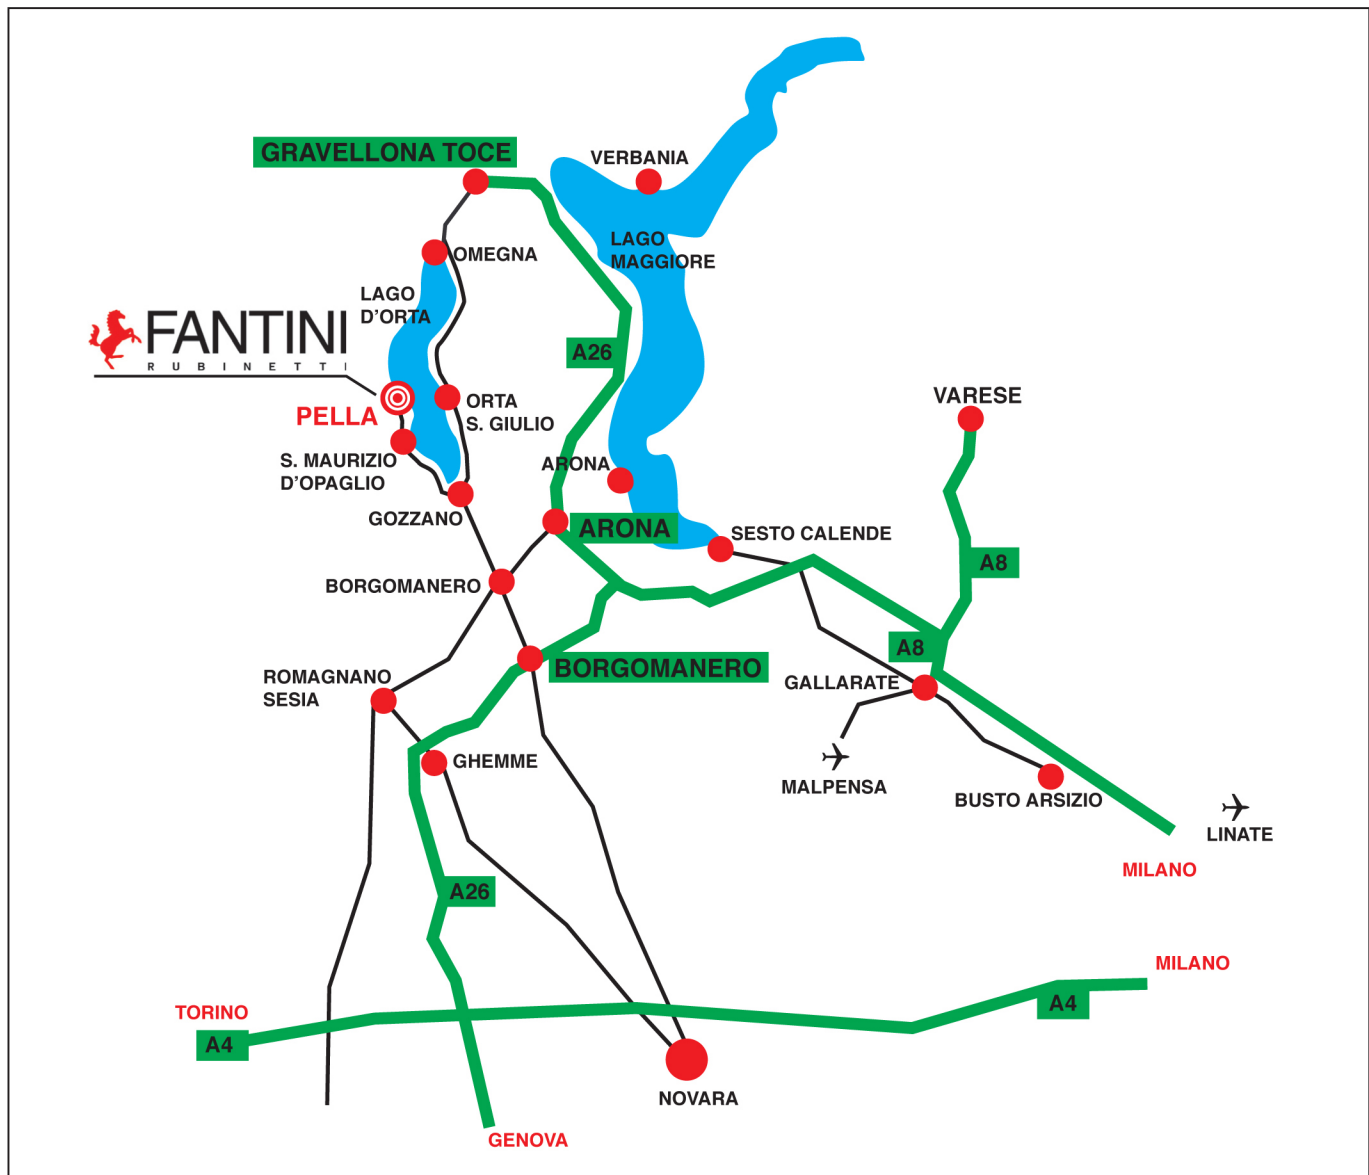 GRAVELLONA TOCE
VERBANIA
OMEGNA
LAGO
MAGGIORE
LAGO
D'ORTA
FANTINI
RUBINETTI
A26
PELLA
ORTA
S. GIULIO
VARESE
S. MAURIZIO
D'OPAGLIO
ARONA
GOZZANO
ARONA
SESTO CALENDE
A8
BORGOMANERO
A8
BORGOMANERO
ROMAGNANO
SESIA
GALLARATE
GHEMME
MALPENSA
BUSTO ARSIZIO
LINATE
MILANO
A26
MILANO
TORINO
A4
A4
NOVARA
GENOVA